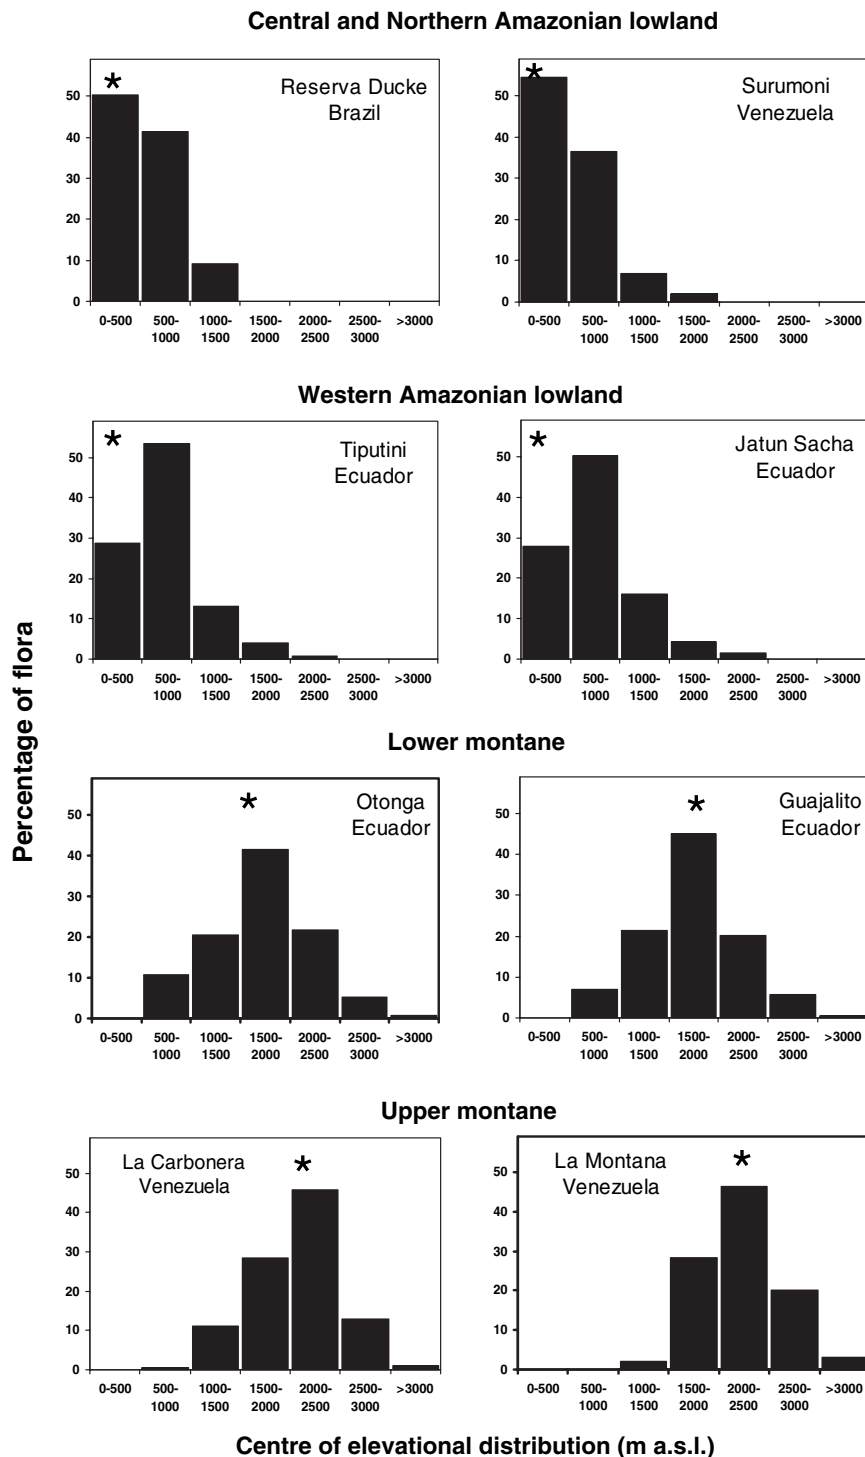 Central and Northern Amazonian lowland
Reserva Ducke
Brazil
50
40
30
20
10
0
0-500 500- 1000- 1500- 2000- 2500- >3000
1000 1500 2000 2500 3000
Surumoni
Venezuela
50
40
30
20
10
0
0-500 500- 1000- 1500- 2000- 2500- >3000
1000 1500 2000 2500 3000
Western Amazonian lowland
Tiputini
Ecuador
50
40
30
20
10
0
0-500 500- 1000- 1500- 2000- 2500- >3000
1000 1500 2000 2500 3000
Jatun Sacha
Ecuador
50
40
30
20
10
0
0-500 500- 1000- 1500- 2000- 2500- >3000
1000 1500 2000 2500 3000
Percentage of flora
Lower montane
Otonga
Ecuador
50
40
30
20
10
0
0-500 500- 1000- 1500- 2000- 2500- >3000
1000 1500 2000 2500 3000
Guajalito
Ecuador
50
40
30
20
10
0
0-500 500- 1000- 1500- 2000- 2500- >3000
1000 1500 2000 2500 3000
Upper montane
La Carbonera
Venezuela
50
40
30
20
10
0
0-500 500- 1000- 1500- 2000- 2500- >3000
1000 1500 2000 2500 3000
La Montana
Venezuela
50
40
30
20
10
0
0-500 500- 1000- 1500- 2000- 2500- >3000
1000 1500 2000 2500 3000
Centre of elevational distribution (m a.s.l.)